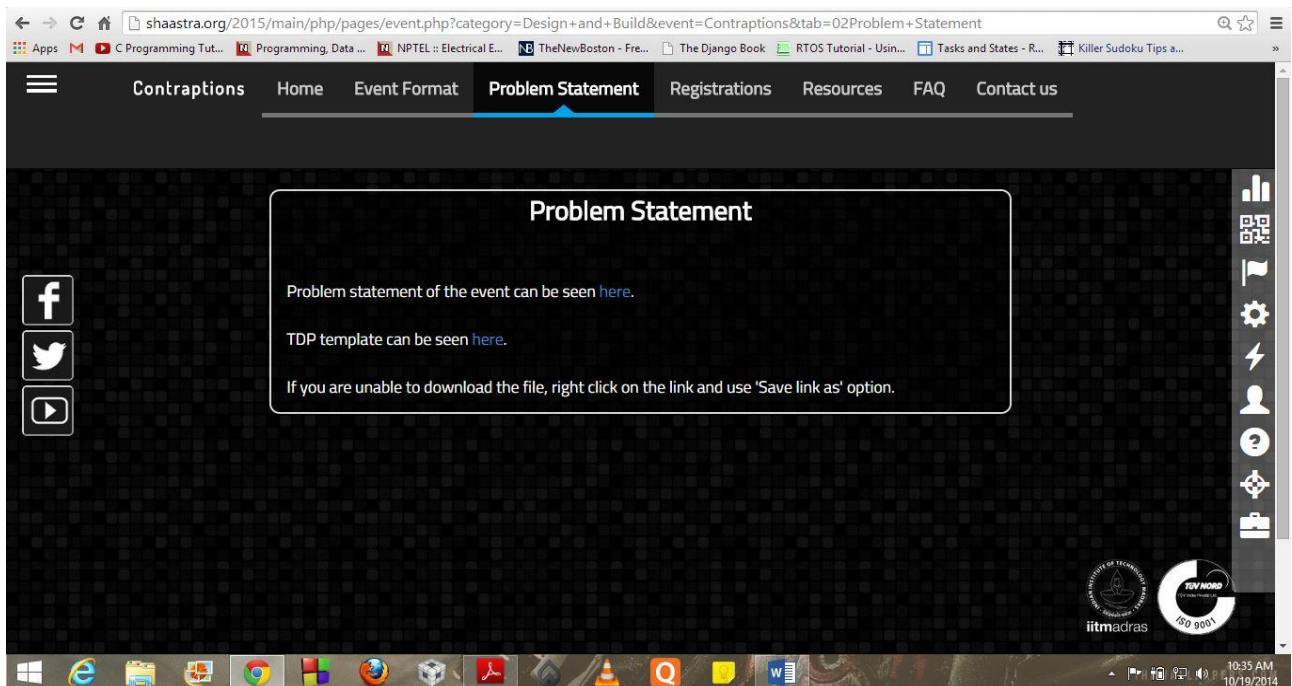 shaastra.org/2015/main/php/pages/event.php?category=Design+and+Build&event=Contraptions&tab=02Problem+Statement
Apps C Programming Tut... Programming, Data ... NPTEL :: Electrical E... TheNewBoston - Fre... The Django Book RTOS Tutorial - Usin... Tasks and States - R... Killer Sudoku Tips a... »
Contraptions Home Event Format Problem Statement Registrations Resources FAQ Contact us
Problem Statement
Problem statement of the event can be seen here.
TDP template can be seen here.
If you are unable to download the file, right click on the link and use 'Save link as' option.
iitmadras
TUV NORD
ISO 9001
10:35 AM
10/19/2014